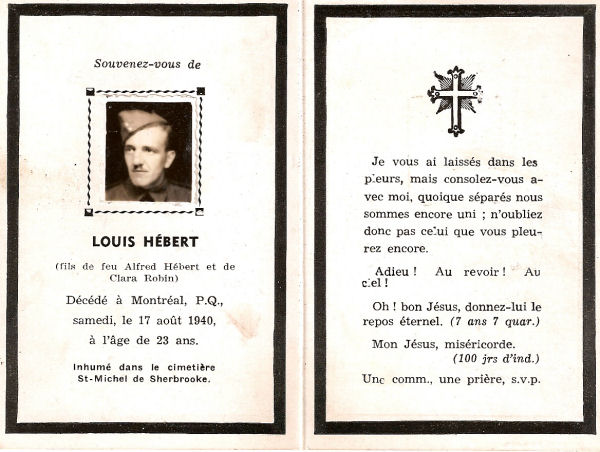 Souvenez-vous de
LOUIS HÉBERT
(fils de feu Alfred Hébert et de
Clara Robin)
Décédé à Montréal, P.Q.,
samedi, le 17 août 1940,
à l'âge de 23 ans.
Inhumé dans le cimetière
St-Michel de Sherbrooke.
Je vous ai laissés dans les
pleurs, mais consolez-vous a-
vec moi, quoique séparés nous
sommes encore uni ; n'oubliez
donc pas celui que vous pleu-
rez encore.
Adieu ! Au revoir ! Au
ciel !
Oh ! bon Jésus, donnez-lui le
repos éternel. (7 ans 7 quar.)
Mon Jésus, miséricorde.
(100 jrs d'ind.)
Une comm., une prière, s.v.p.